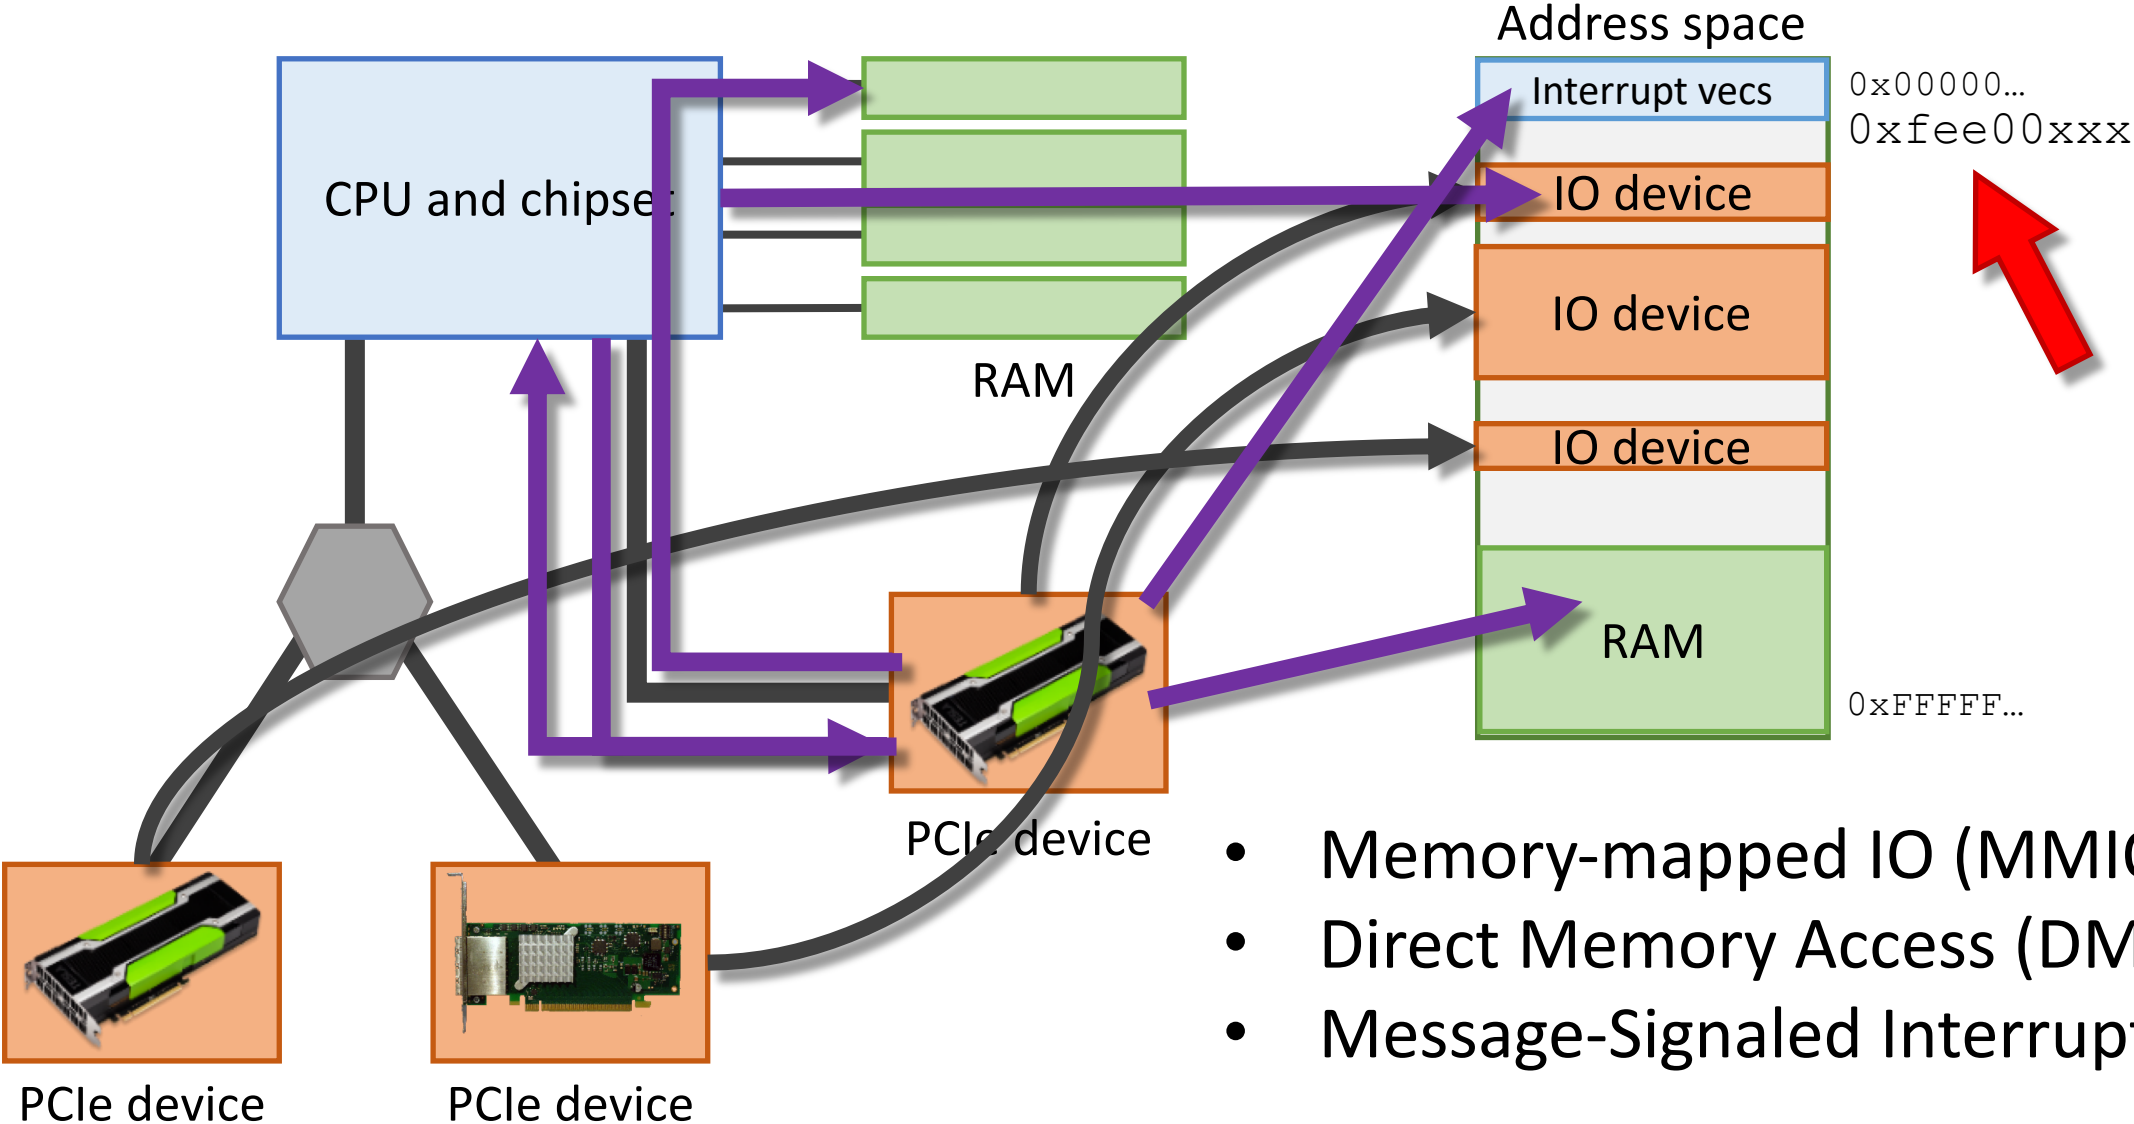 Address space
Interrupt vecs
0x00000…
0xfee00xxx
CPU and chipset
IO device
IO device
RAM
IO device
RAM
0xFFFFF…
PCIe device
• Memory-mapped IO (MMIO
• Direct Memory Access (DM
• Message-Signaled Interrupt
PCIe device
PCIe device